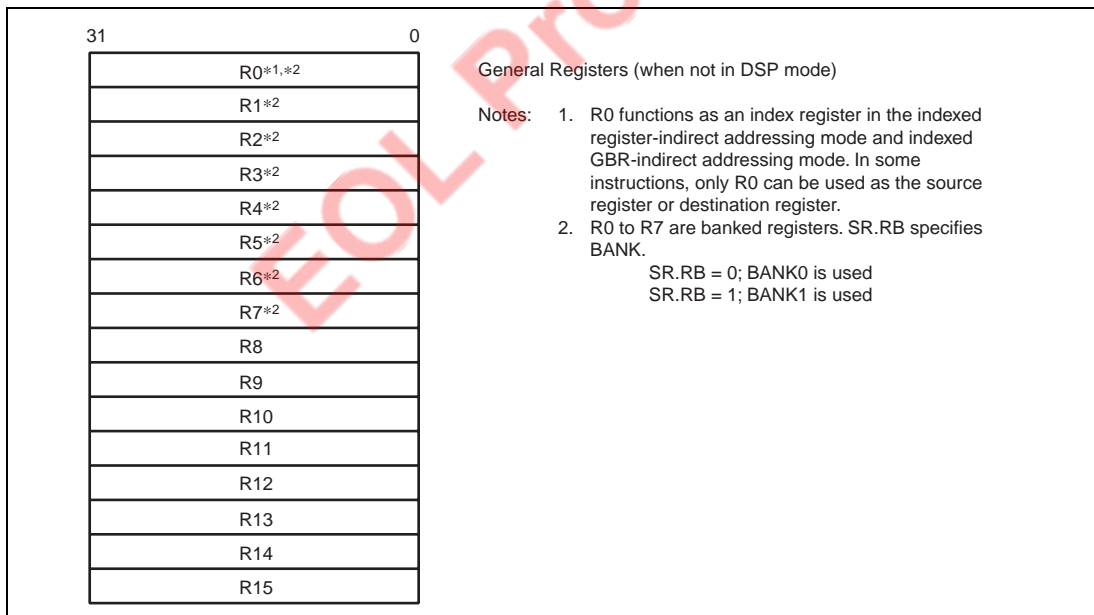 31 0
R0*1,*2
R1*2
R2*2
R3*2
R4*2
R5*2
R6*2
R7*2
R8
R9
R10
R11
R12
R13
R14
R15
General Registers (when not in DSP mode)
Notes: 1. R0 functions as an index register in the indexed
register-indirect addressing mode and indexed
GBR-indirect addressing mode. In some
instructions, only R0 can be used as the source
register or destination register.
2. R0 to R7 are banked registers. SR.RB specifies
BANK.
SR.RB = 0; BANK0 is used
SR.RB = 1; BANK1 is used
EOL Pro